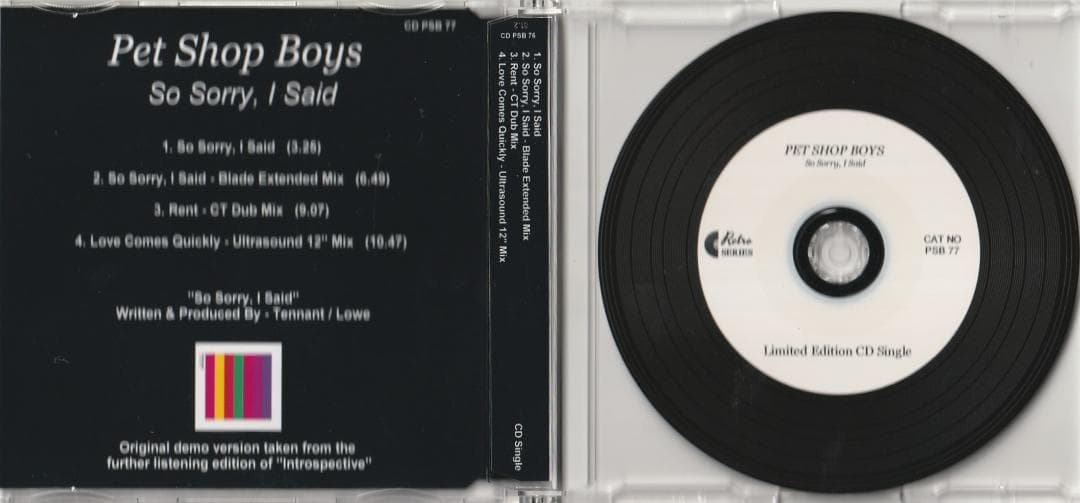 CD PSB 77
Pet Shop Boys
So Sorry, I Said
1. So Sorry, I Said (3.25)
2. So Sorry, I Said - Blade Extended Mix (6.49)
3. Rent - CT Dub Mix (9.07)
4. Love Comes Quickly - Ultrasound 12" Mix (10.47)
"So Sorry, I Said"
Written & Produced By - Tennant / Lowe
Original demo version taken from the
further listening edition of "Introspective"
CD PSB 76
1. So Sorry, I Said
2. So Sorry, I Said - Blade Extended Mix
3. Rent - CT Dub Mix
4. Love Comes Quickly - Ultrasound 12" Mix
CD Single
PET SHOP BOYS
So Sorry, I Said
Retro
SERIES
CAT NO
PSB 77
Limited Edition CD Single